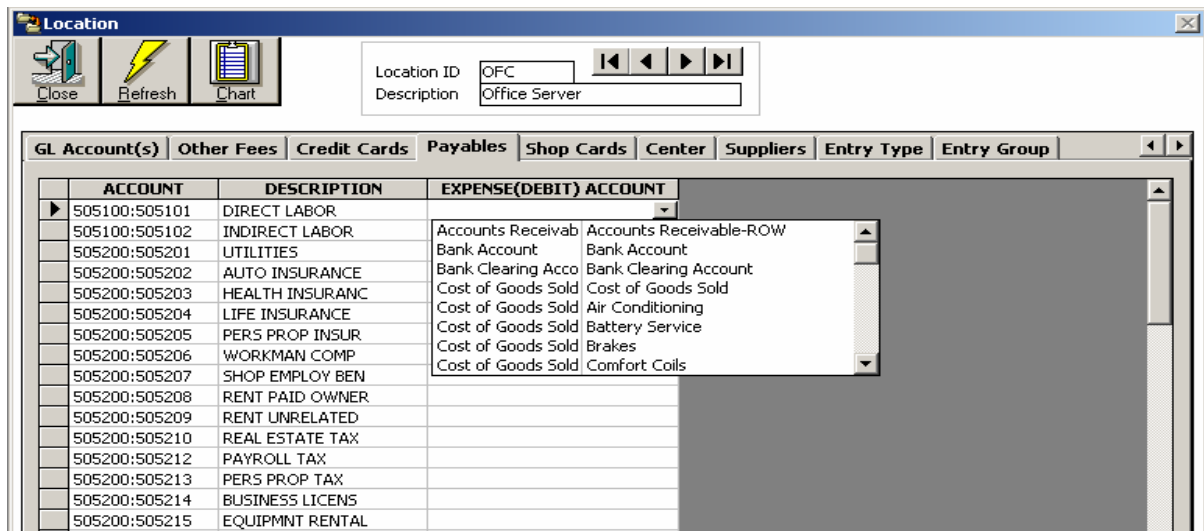 Location
Close Refresh Chart
Location ID OFC
Description Office Server
GL Account(s) Other Fees Credit Cards Payables Shop Cards Center Suppliers Entry Type Entry Group
ACCOUNT DESCRIPTION EXPENSE(DEBIT) ACCOUNT
505100:505101 DIRECT LABOR
505100:505102 INDIRECT LABOR
505200:505201 UTILITIES
505200:505202 AUTO INSURANCE
505200:505203 HEALTH INSURANC
505200:505204 LIFE INSURANCE
505200:505205 PERS PROP INSUR
505200:505206 WORKMAN COMP
505200:505207 SHOP EMPLOY BEN
505200:505208 RENT PAID OWNER
505200:505209 RENT UNRELATED
505200:505210 REAL ESTATE TAX
505200:505212 PAYROLL TAX
505200:505213 PERS PROP TAX
505200:505214 BUSINESS LICENS
505200:505215 EQUIPMNT RENTAL
Accounts Receivab Accounts Receivable-ROW
Bank Account Bank Account
Bank Clearing Acco Bank Clearing Account
Cost of Goods Sold Cost of Goods Sold
Cost of Goods Sold Air Conditioning
Cost of Goods Sold Battery Service
Cost of Goods Sold Brakes
Cost of Goods Sold Comfort Coils